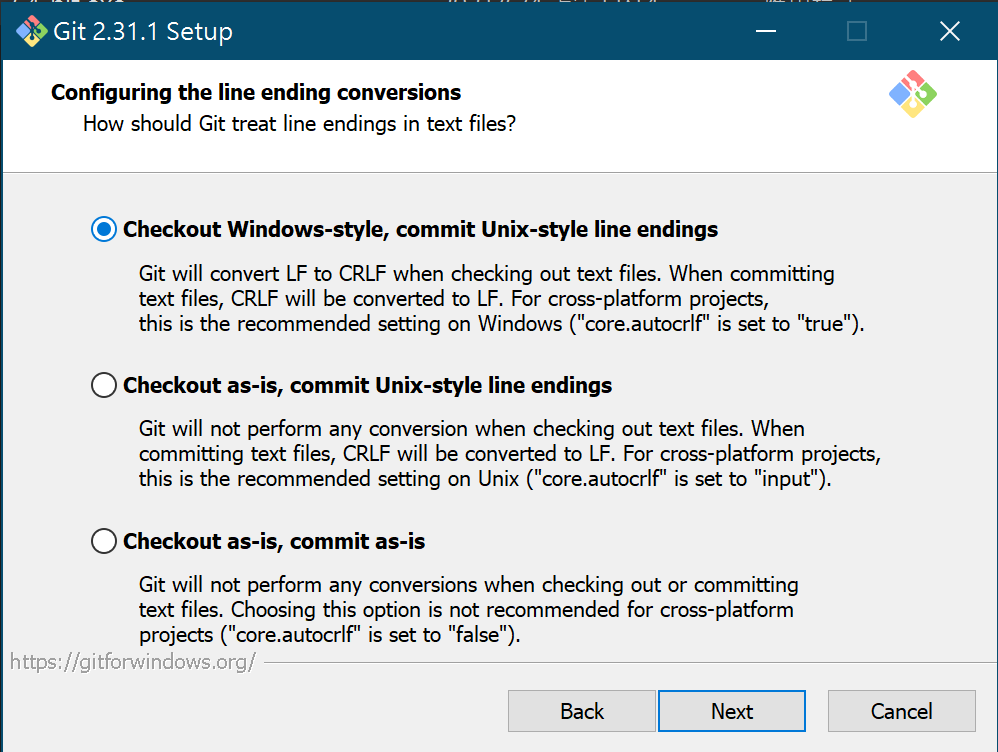 Git 2.31.1 Setup
Configuring the line ending conversions
How should Git treat line endings in text files?
Checkout Windows-style, commit Unix-style line endings
Git will convert LF to CRLF when checking out text files. When committing
text files, CRLF will be converted to LF. For cross-platform projects,
this is the recommended setting on Windows ("core.autocrlf" is set to "true").
Checkout as-is, commit Unix-style line endings
Git will not perform any conversion when checking out text files. When
committing text files, CRLF will be converted to LF. For cross-platform projects,
this is the recommended setting on Unix ("core.autocrlf" is set to "input").
Checkout as-is, commit as-is
Git will not perform any conversions when checking out or committing
text files. Choosing this option is not recommended for cross-platform
projects ("core.autocrlf" is set to "false").
https://gitforwindows.org/
Back
Next
Cancel